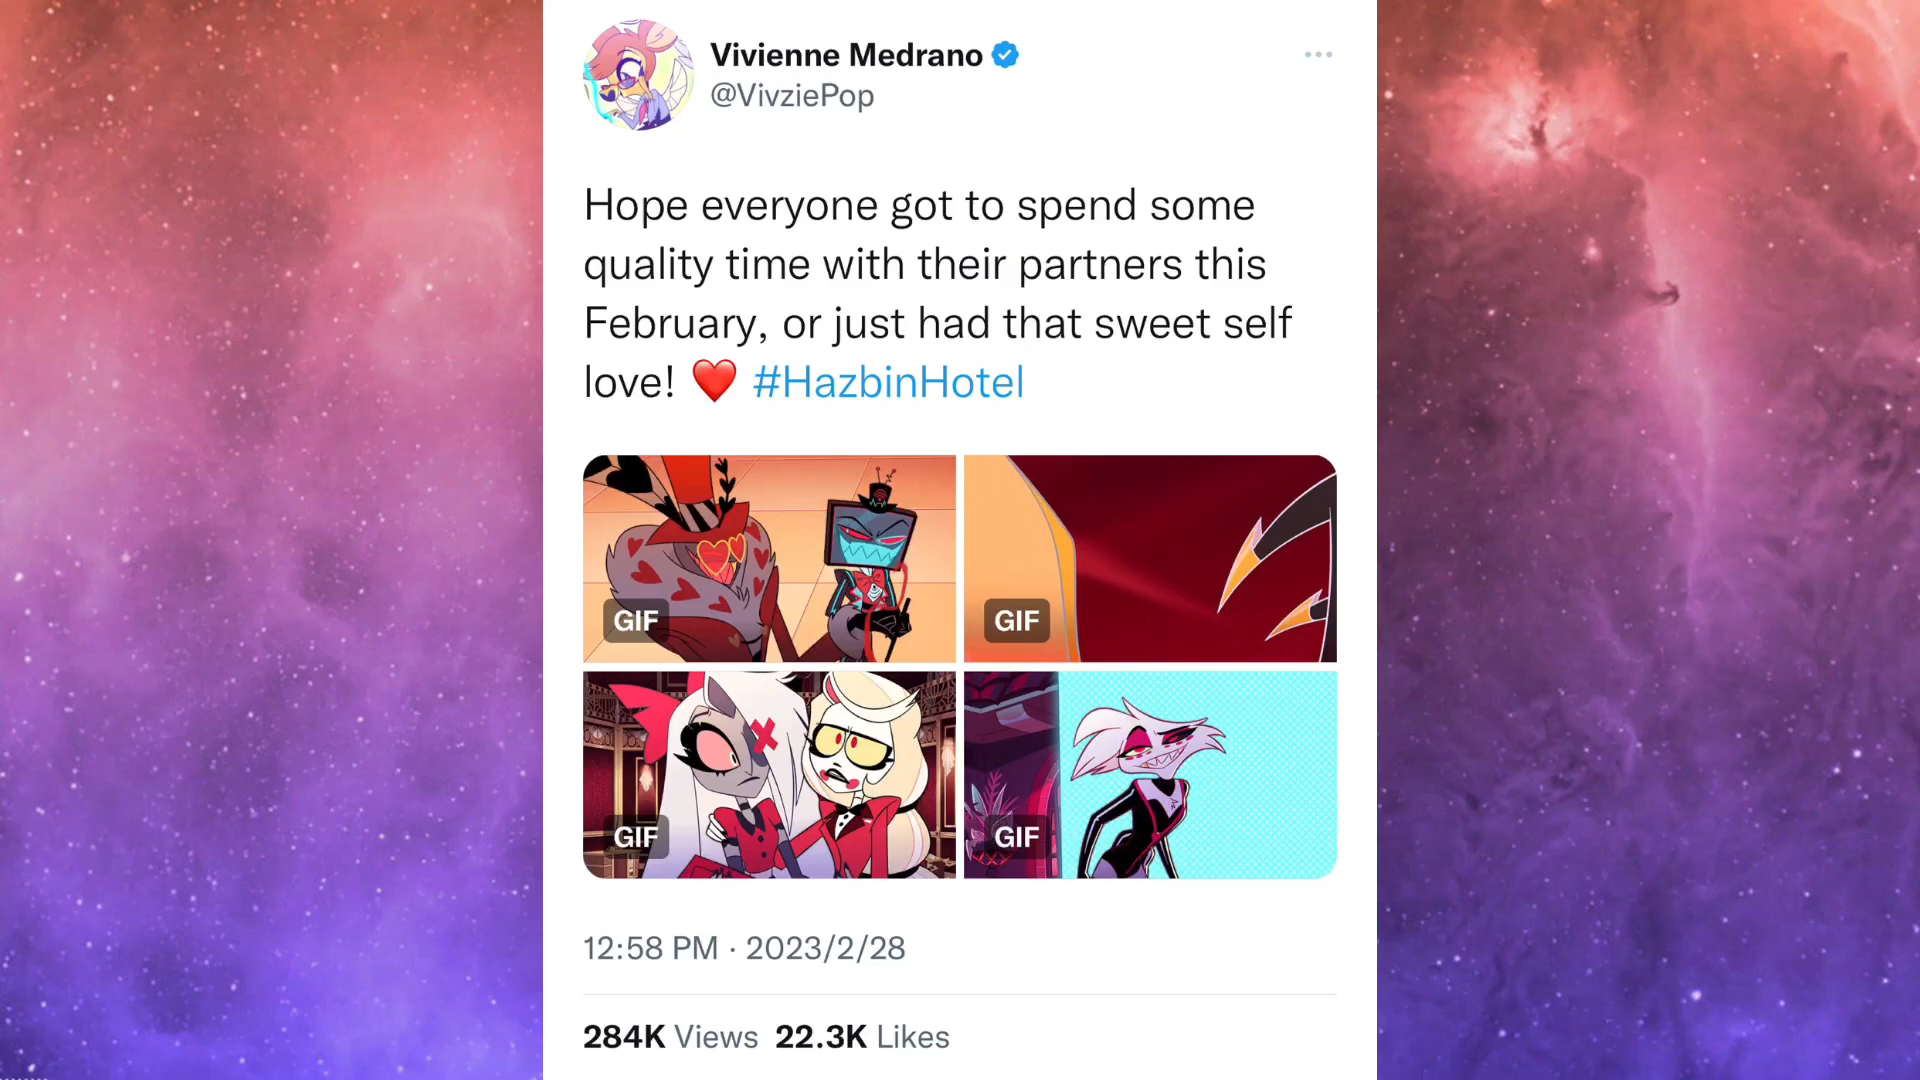 Vivienne Medrano
@VivziePop
Hope everyone got to spend some
quality time with their partners this
February, or just had that sweet self
love! ❤️ #HazbinHotel
GIF
GIF
GIF
GIF
12:58 PM · 2023/2/28
284K Views 22.3K Likes